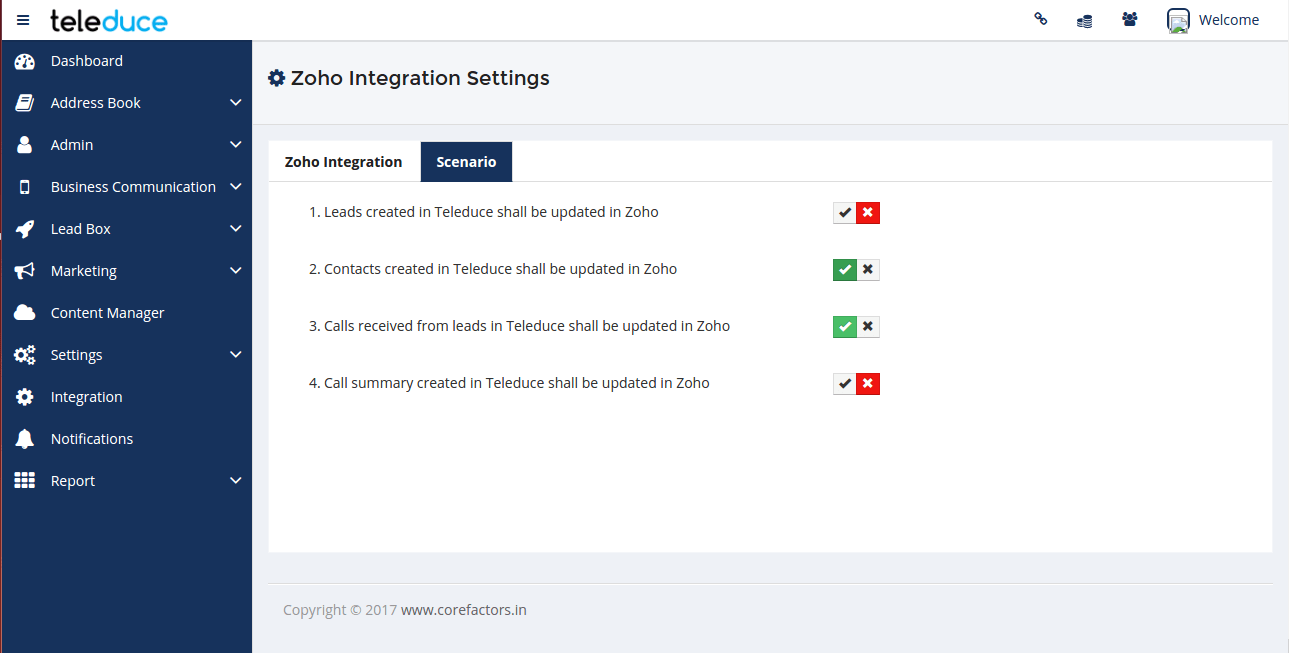 teleduce
Welcome
Dashboard
Address Book
Admin
Business Communication
Lead Box
Marketing
Content Manager
Settings
Integration
Notifications
Report
Zoho Integration Settings
Zoho Integration
Scenario
1. Leads created in Teleduce shall be updated in Zoho
2. Contacts created in Teleduce shall be updated in Zoho
3. Calls received from leads in Teleduce shall be updated in Zoho
4. Call summary created in Teleduce shall be updated in Zoho
Copyright © 2017 www.corefactors.in